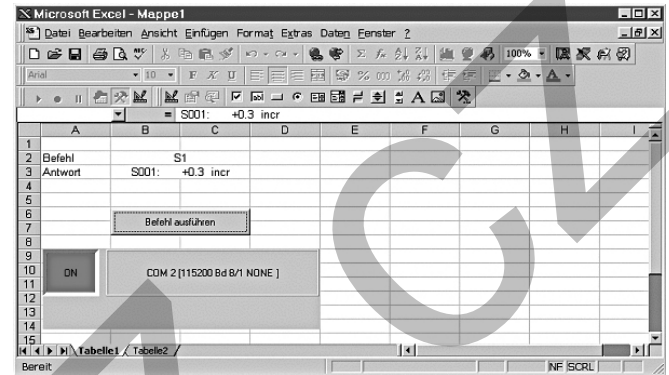 Microsoft Excel - Mappe1
Datei Bearbeiten Ansicht Einfügen Format Extras Daten Fenster ?
100%
Arial 10 F K U % 000
ab|
A
= S001: +0.3 incr
A B C D E F G H I
1
2 Befehl S1
3 Antwort S001: +0.3 incr
4
5
6
Befehl ausführen
7
8
9
10 ON COM 2 [115200 Bd 8/1 NONE ]
11
12
13
14
15
Tabelle1 Tabelle2
Bereit NF SCRL